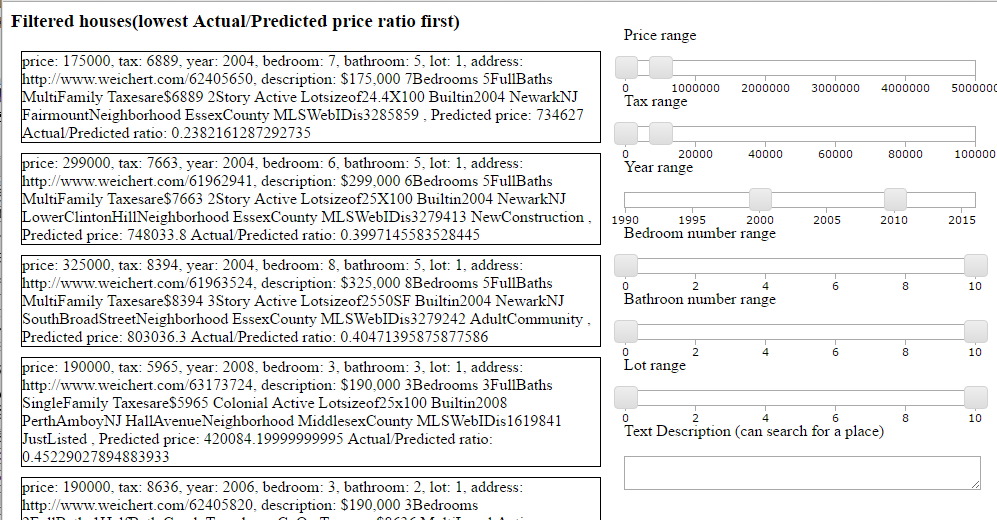 Filtered houses(lowest Actual/Predicted price ratio first)
price: 175000, tax: 6889, year: 2004, bedroom: 7, bathroom: 5, lot: 1, address:
http://www.weichert.com/62405650, description: $175,000 7Bedrooms 5FullBaths
MultiFamily Taxesare$6889 2Story Active Lotsizeof24.4X100 Builtin2004 NewarkNJ
FairmountNeighborhood EssexCounty MLSWebIDis3285859 , Predicted price: 734627
Actual/Predicted ratio: 0.2382161287292735
price: 299000, tax: 7663, year: 2004, bedroom: 6, bathroom: 5, lot: 1, address:
http://www.weichert.com/61962941, description: $299,000 6Bedrooms 5FullBaths
MultiFamily Taxesare$7663 2Story Active Lotsizeof25X100 Builtin2004 NewarkNJ
LowerClintonHillNeighborhood EssexCounty MLSWebIDis3279413 NewConstruction ,
Predicted price: 748033.8 Actual/Predicted ratio: 0.3997145583528445
price: 325000, tax: 8394, year: 2004, bedroom: 8, bathroom: 5, lot: 1, address:
http://www.weichert.com/61963524, description: $325,000 8Bedrooms 5FullBaths
MultiFamily Taxesare$8394 3Story Active Lotsizeof2550SF Builtin2004 NewarkNJ
SouthBroadStreetNeighborhood EssexCounty MLSWebIDis3279242 AdultCommunity ,
Predicted price: 803036.3 Actual/Predicted ratio: 0.40471395875877586
price: 190000, tax: 5965, year: 2008, bedroom: 3, bathroom: 3, lot: 1, address:
http://www.weichert.com/63173724, description: $190,000 3Bedrooms 3FullBaths
SingleFamily Taxesare$5965 Colonial Active Lotsizeof25x100 Builtin2008
PerthAmboyNJ HallAvenueNeighborhood MiddlesexCounty MLSWebIDis1619841
JustListed , Predicted price: 420084.19999999995 Actual/Predicted ratio:
0.45229027894883933
price: 190000, tax: 8636, year: 2006, bedroom: 3, bathroom: 2, lot: 1, address:
http://www.weichert.com/62405820, description: $190,000 3Bedrooms
Price range
0 1000000 2000000 3000000 4000000 5000000
Tax range
0 20000 40000 60000 80000 100000
Year range
1990 1995 2000 2005 2010 2015
Bedroom number range
0 2 4 6 8 10
Bathroon number range
0 2 4 6 8 10
Lot range
0 2 4 6 8 10
Text Description (can search for a place)